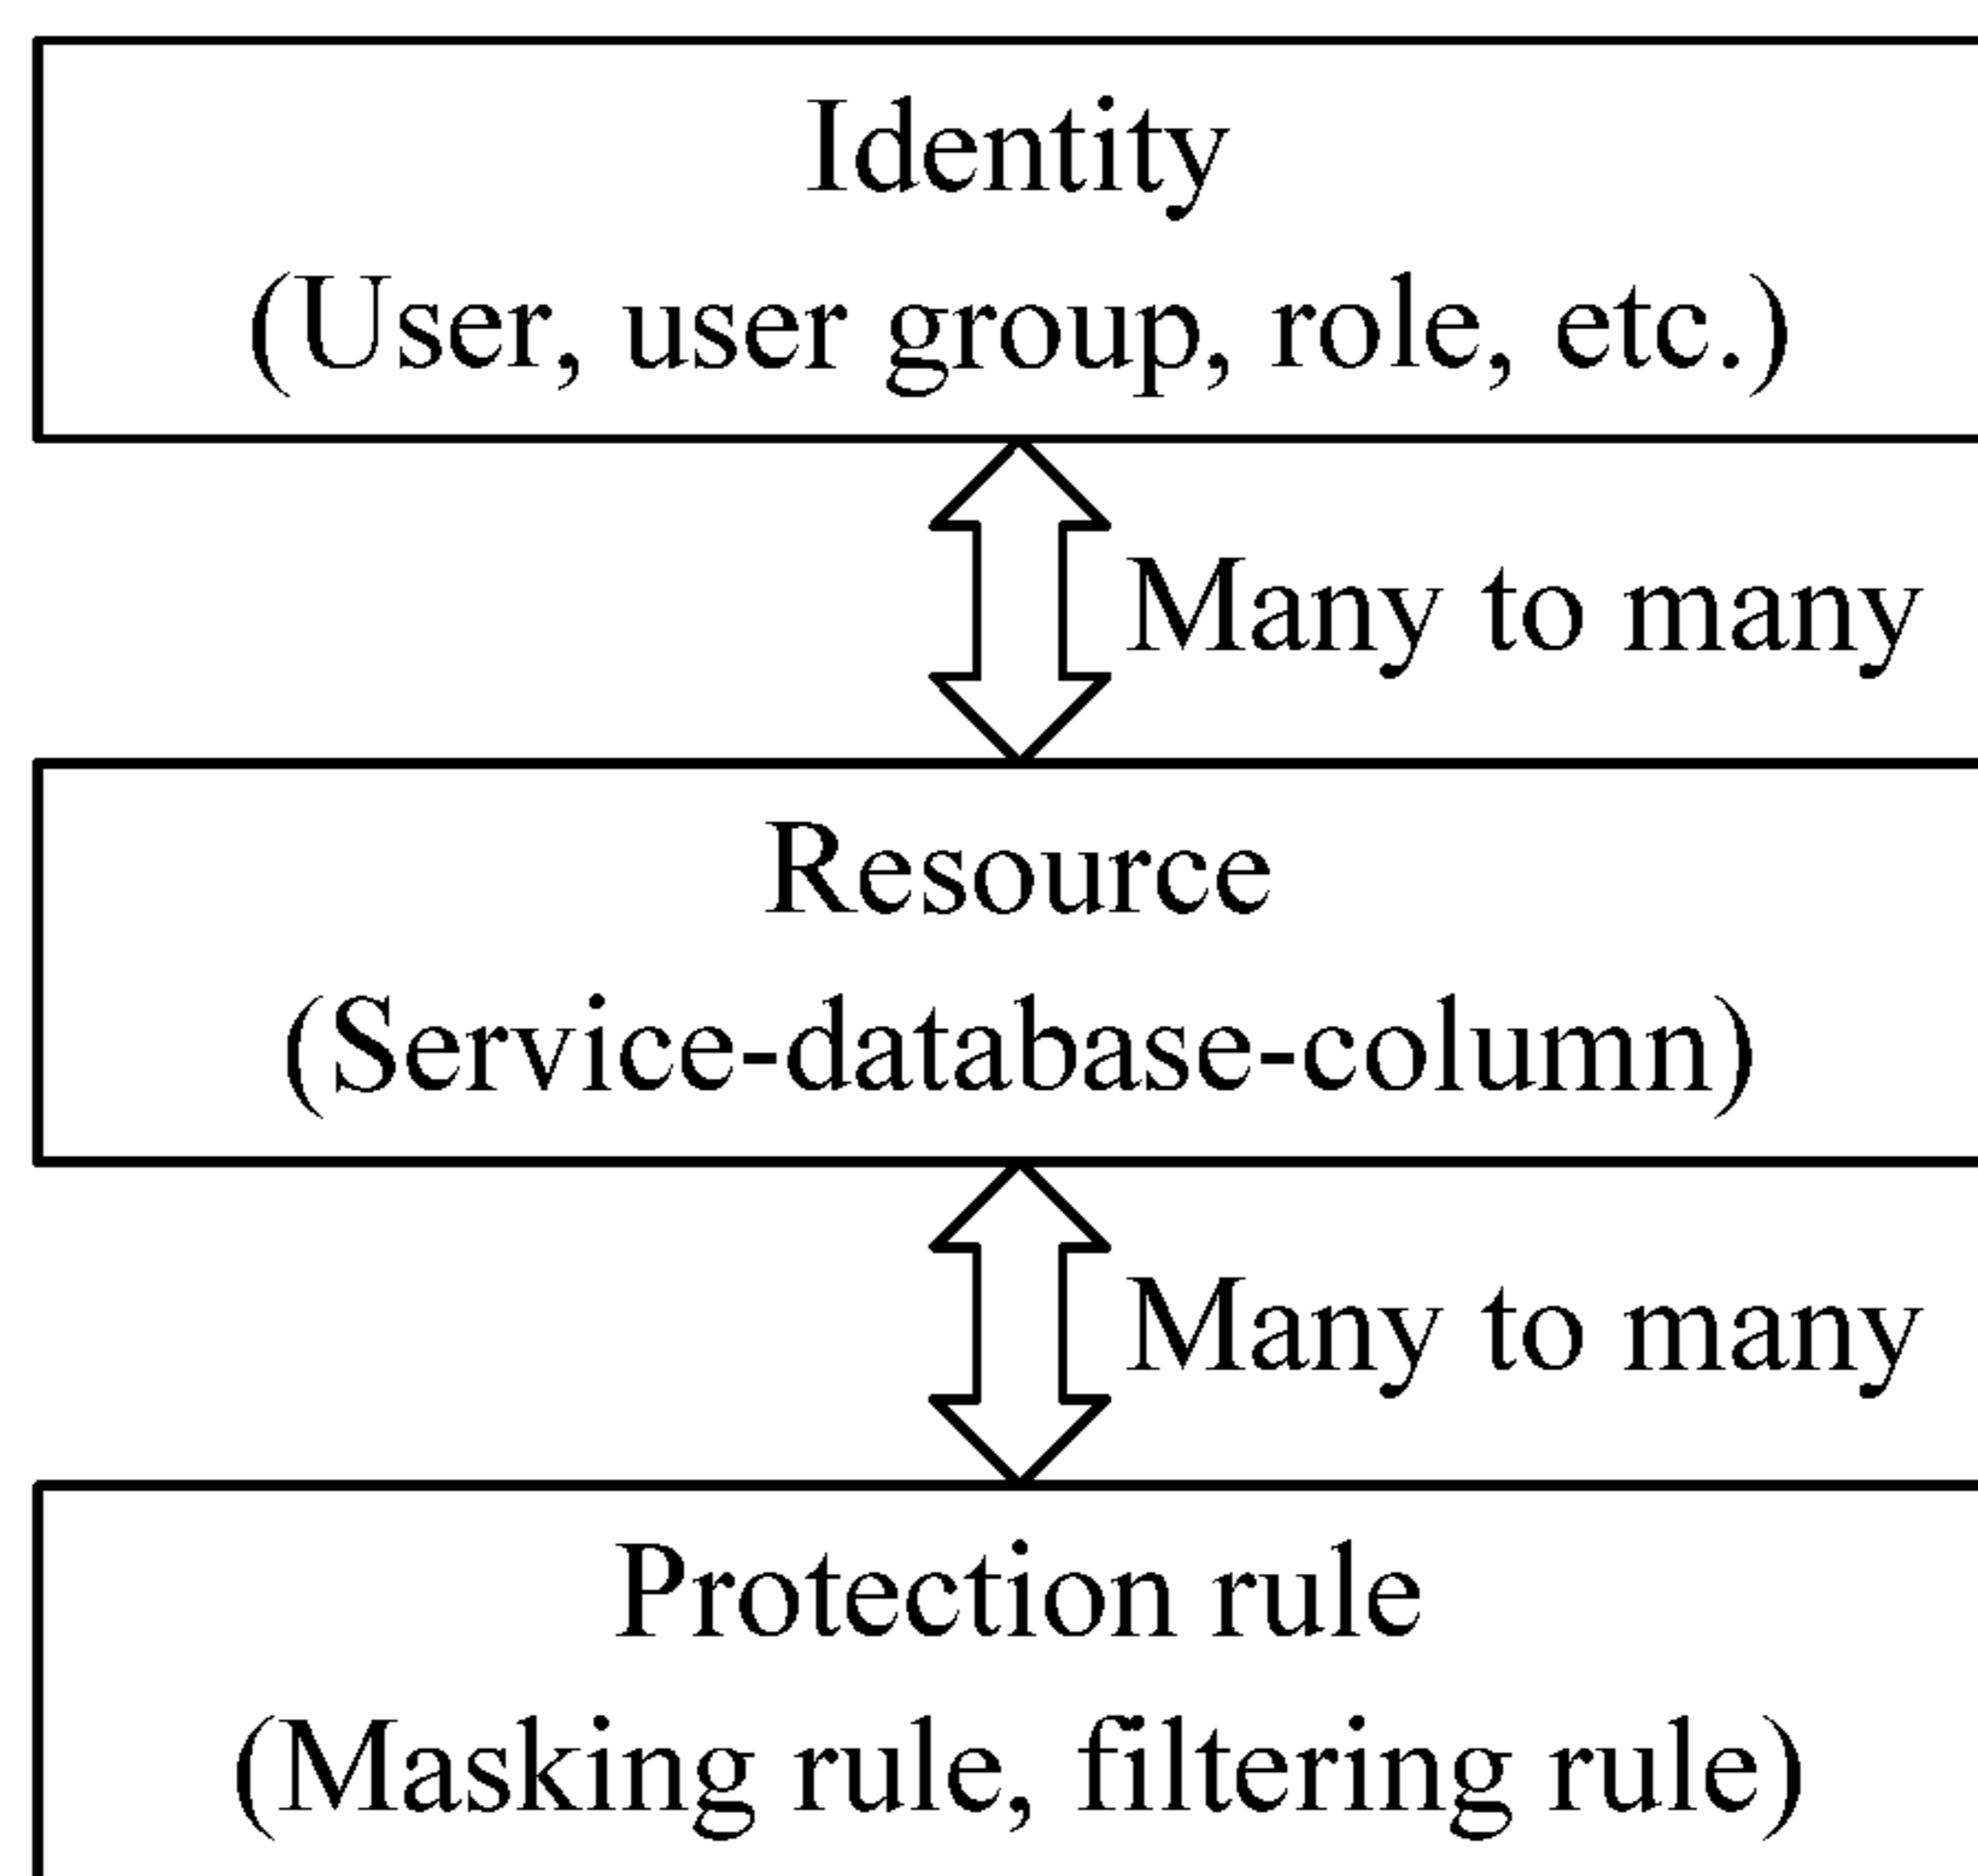 Identity
(User, user group, role, etc.)
Many to many
Resource
(Service-database-column)
Many to many
Protection rule
(Masking rule, filtering rule)